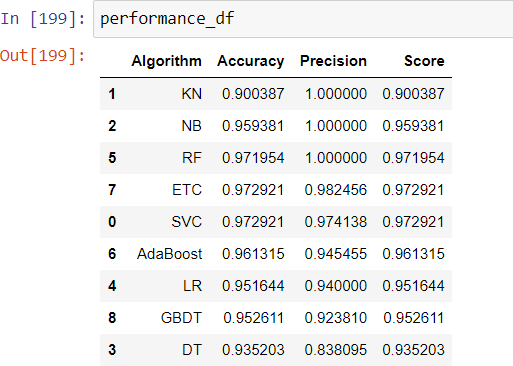 In [199]: performance_df
Out[199]:
Algorithm Accuracy Precision Score
1 KN 0.900387 1.000000 0.900387
2 NB 0.959381 1.000000 0.959381
5 RF 0.971954 1.000000 0.971954
7 ETC 0.972921 0.982456 0.972921
0 SVC 0.972921 0.974138 0.972921
6 AdaBoost 0.961315 0.945455 0.961315
4 LR 0.951644 0.940000 0.951644
8 GBDT 0.952611 0.923810 0.952611
3 DT 0.935203 0.838095 0.935203